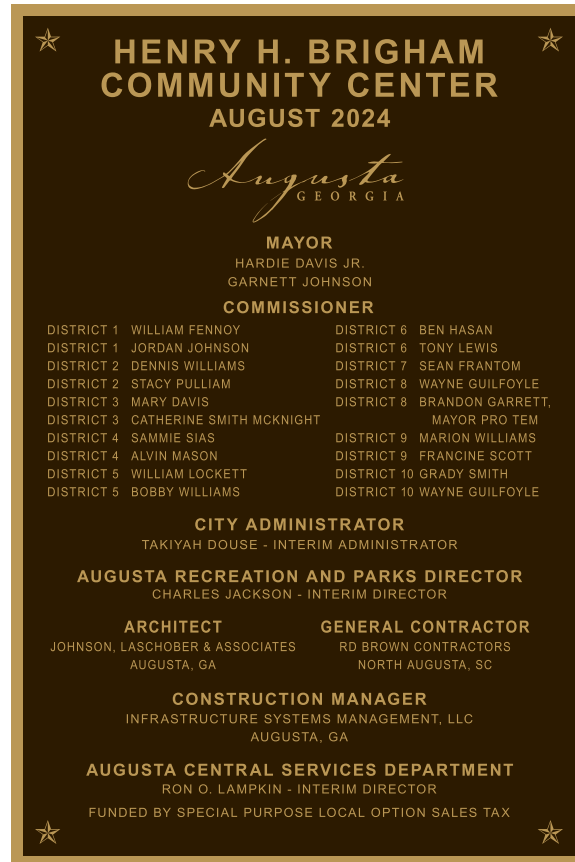 HENRY H. BRIGHAM
COMMUNITY CENTER
AUGUST 2024
Augusta
GEORGIA
MAYOR
HARDIE DAVIS JR.
GARNETT JOHNSON
COMMISSIONER
DISTRICT 1 WILLIAM FENNOY
DISTRICT 1 JORDAN JOHNSON
DISTRICT 2 DENNIS WILLIAMS
DISTRICT 2 STACY PULLIAM
DISTRICT 3 MARY DAVIS
DISTRICT 3 CATHERINE SMITH MCKNIGHT
DISTRICT 4 SAMMIE SIAS
DISTRICT 4 ALVIN MASON
DISTRICT 5 WILLIAM LOCKETT
DISTRICT 5 BOBBY WILLIAMS
DISTRICT 6 BEN HASAN
DISTRICT 6 TONY LEWIS
DISTRICT 7 SEAN FRANTOM
DISTRICT 8 WAYNE GUILFOYLE
DISTRICT 8 BRANDON GARRETT,
MAYOR PRO TEM
DISTRICT 9 MARION WILLIAMS
DISTRICT 9 FRANCINE SCOTT
DISTRICT 10 GRADY SMITH
DISTRICT 10 WAYNE GUILFOYLE
CITY ADMINISTRATOR
TAKIYAH DOUSE - INTERIM ADMINISTRATOR
AUGUSTA RECREATION AND PARKS DIRECTOR
CHARLES JACKSON - INTERIM DIRECTOR
ARCHITECT
JOHNSON, LASCHOBER & ASSOCIATES
AUGUSTA, GA
GENERAL CONTRACTOR
RD BROWN CONTRACTORS
NORTH AUGUSTA, SC
CONSTRUCTION MANAGER
INFRASTRUCTURE SYSTEMS MANAGEMENT, LLC
AUGUSTA, GA
AUGUSTA CENTRAL SERVICES DEPARTMENT
RON O. LAMPKIN - INTERIM DIRECTOR
FUNDED BY SPECIAL PURPOSE LOCAL OPTION SALES TAX